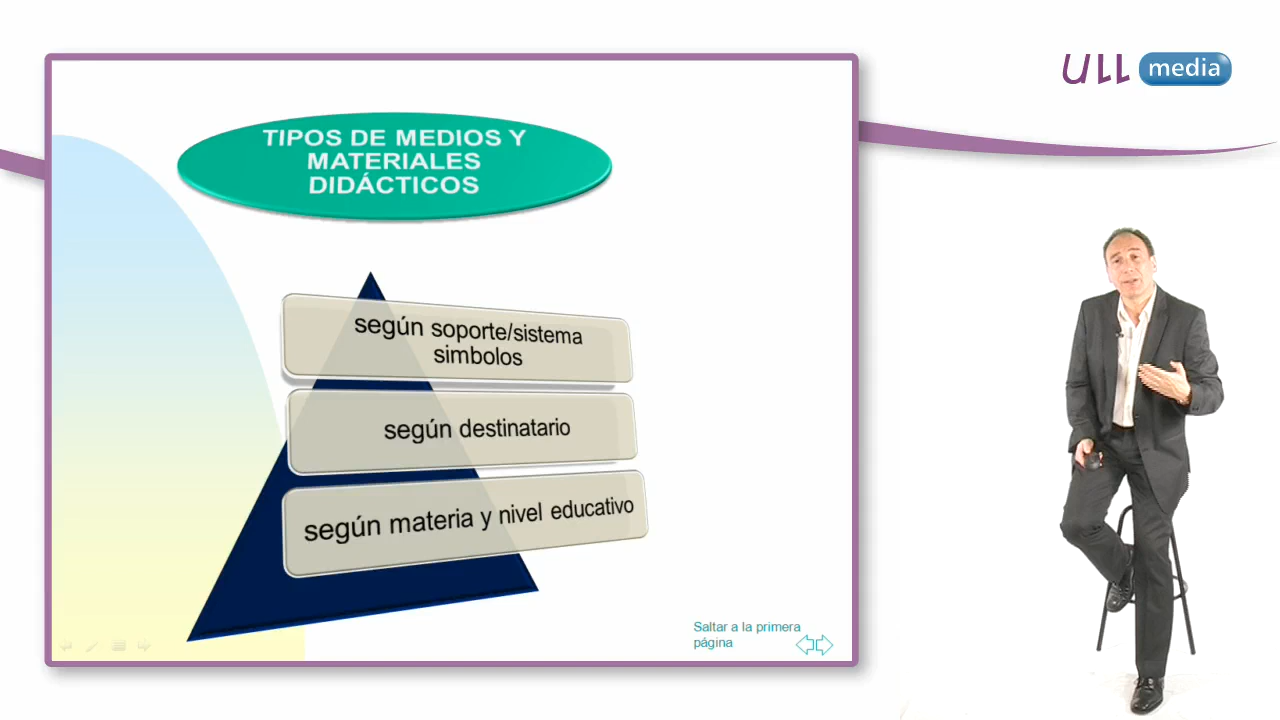 ULL media
TIPOS DE MEDIOS Y
MATERIALES
DIDÁCTICOS
según soporte/sistema
simbolos
según destinatario
según materia y nivel educativo
Saltar a la primera
página